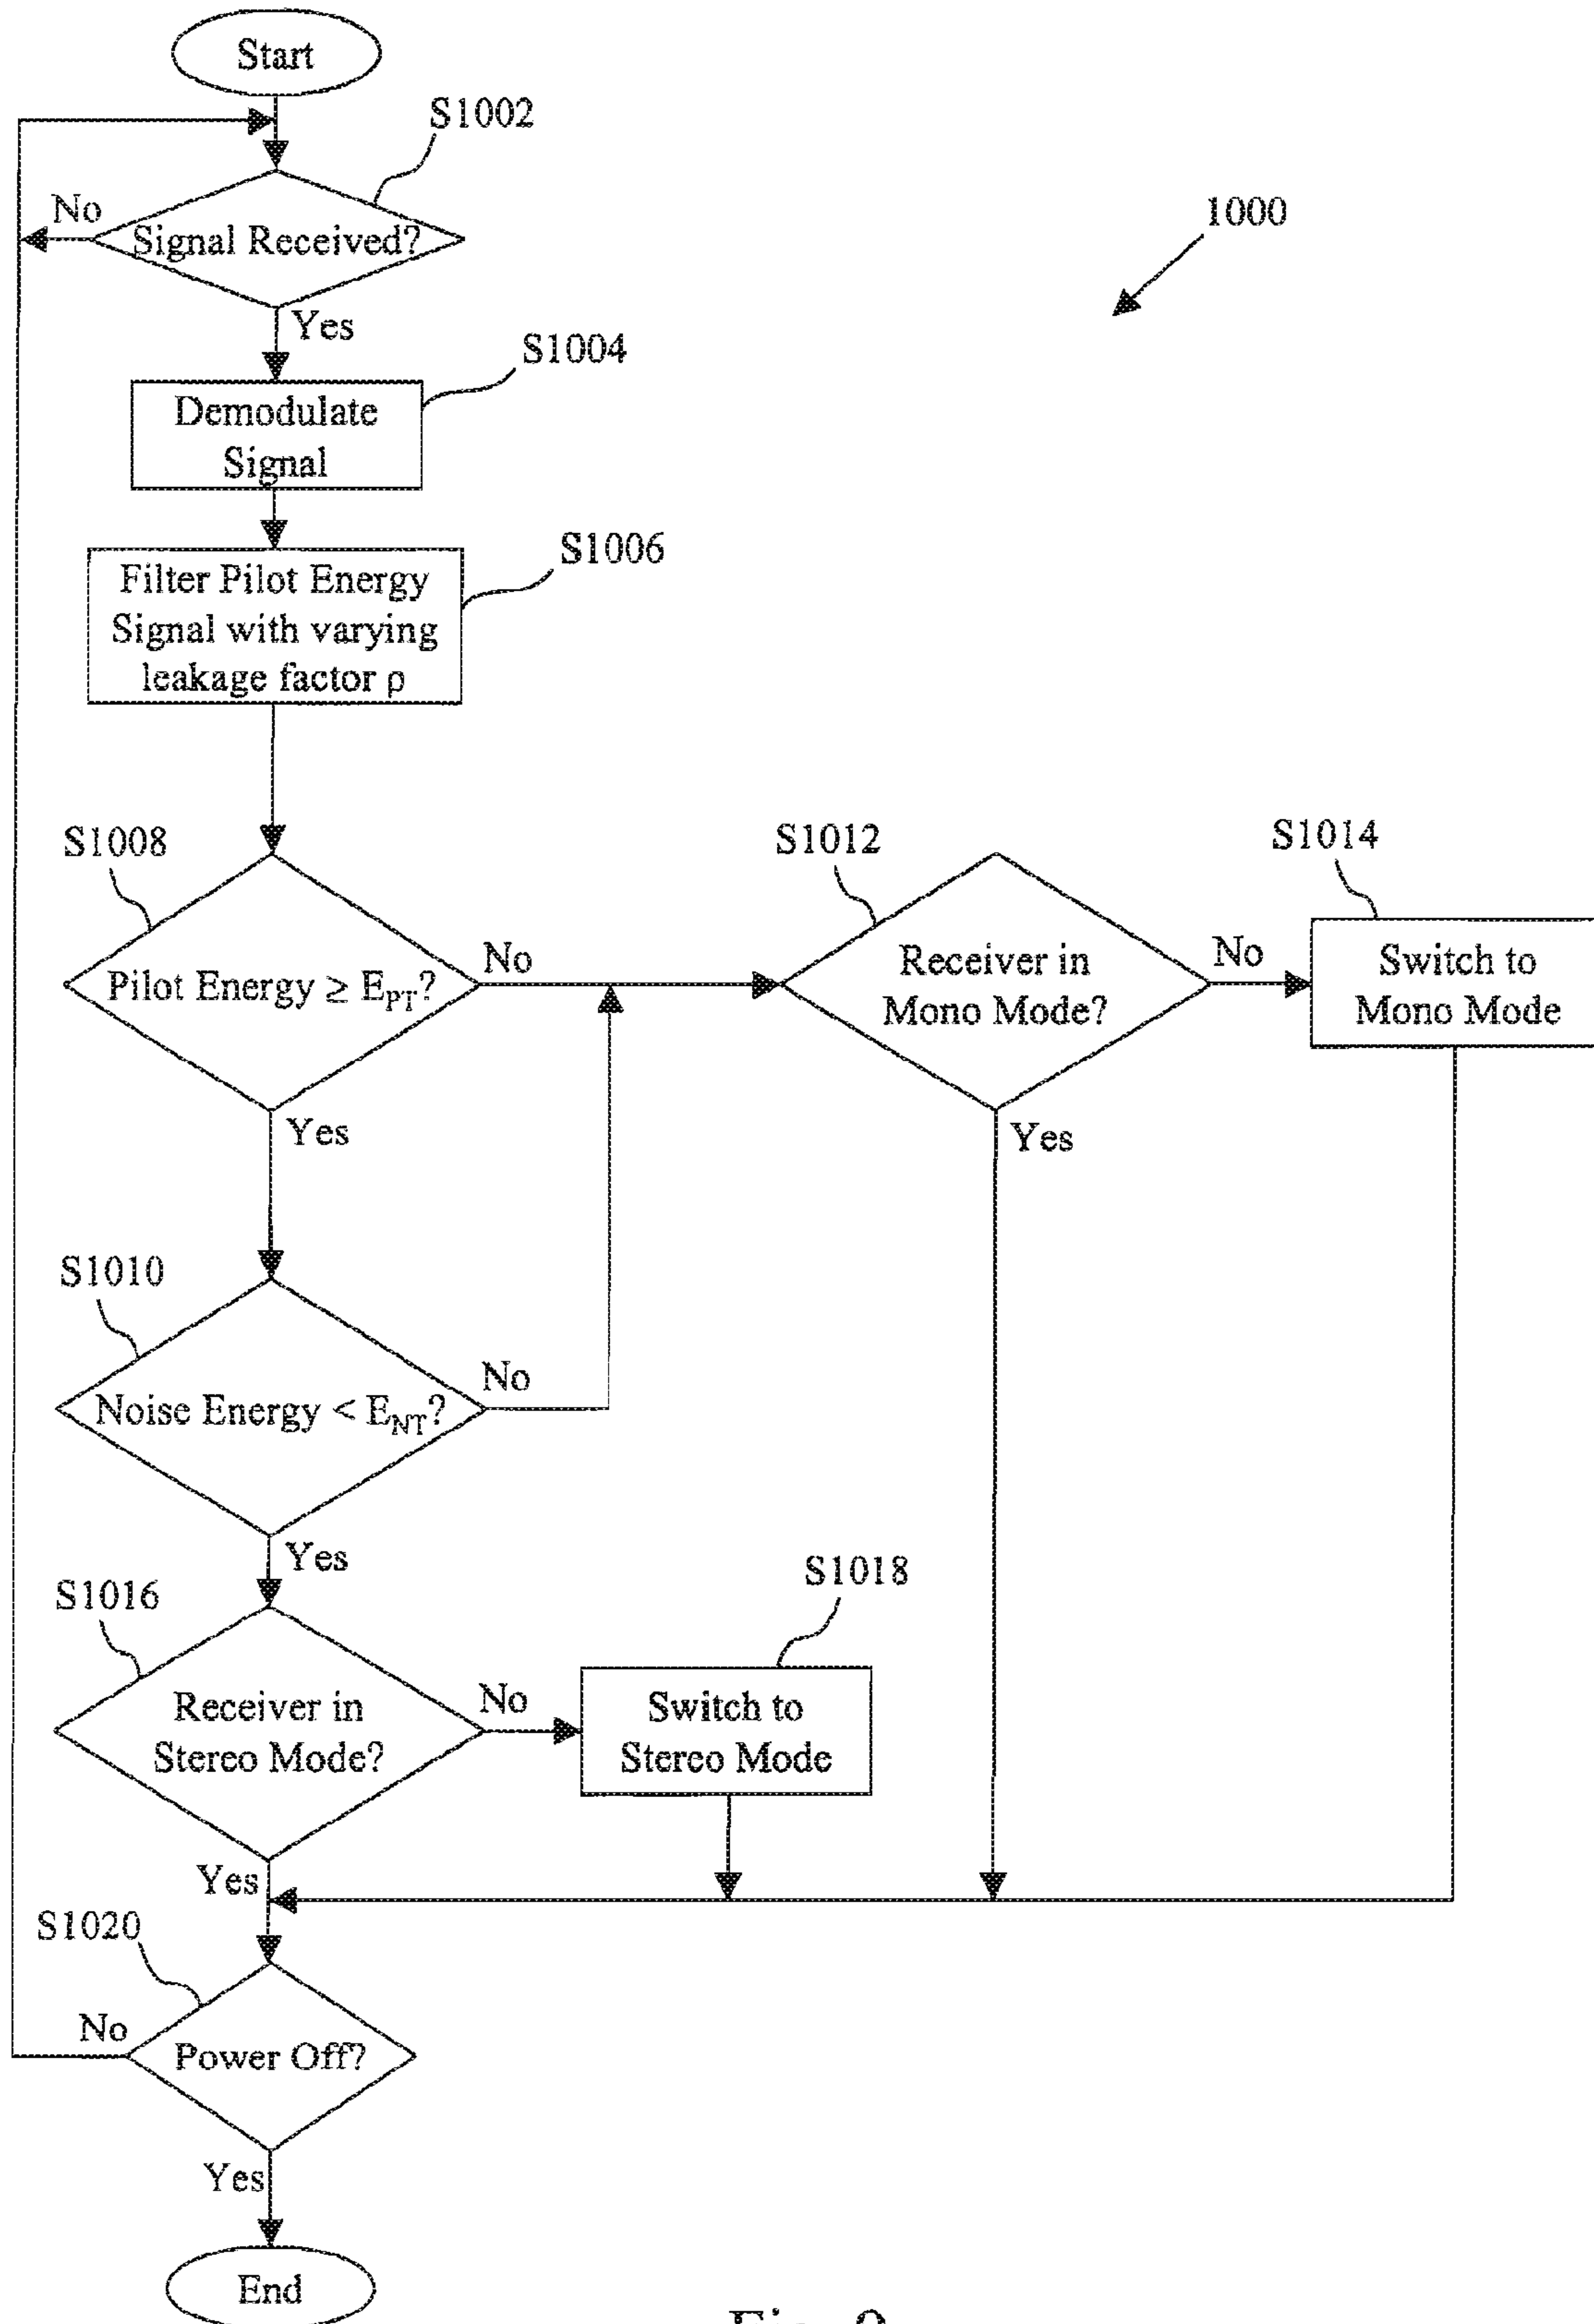 Start
S1002
No
Signal Received?
1000
Yes
S1004
Demodulate
Signal
S1006
Filter Pilot Energy
Signal with varying
leakage factor ρ
S1008
S1012
S1014
Pilot Energy ≥ E_PT?
No
Receiver in
Mono Mode?
No
Switch to
Mono Mode
Yes
Yes
S1010
Noise Energy < E_NT?
No
Yes
S1016
S1018
Receiver in
Stereo Mode?
No
Switch to
Stereo Mode
Yes
S1020
No
Power Off?
Yes
End